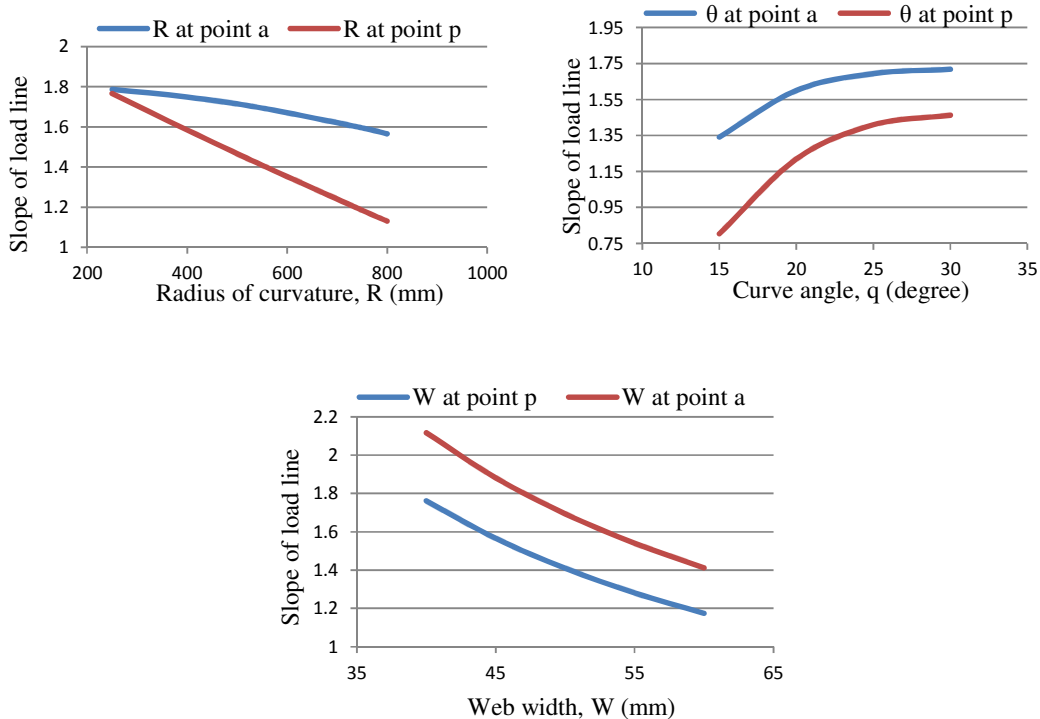 R at point a R at point p
Slope of load line
2
1.8
1.6
1.4
1.2
1
200 400 600 800 1000
Radius of curvature, R (mm)
θ at point a θ at point p
Slope of load line
1.95
1.75
1.55
1.35
1.15
0.95
0.75
10 15 20 25 30 35
Curve angle, q (degree)
W at point p W at point a
Slope of load line
2.2
2
1.8
1.6
1.4
1.2
1
35 45 55 65
Web width, W (mm)